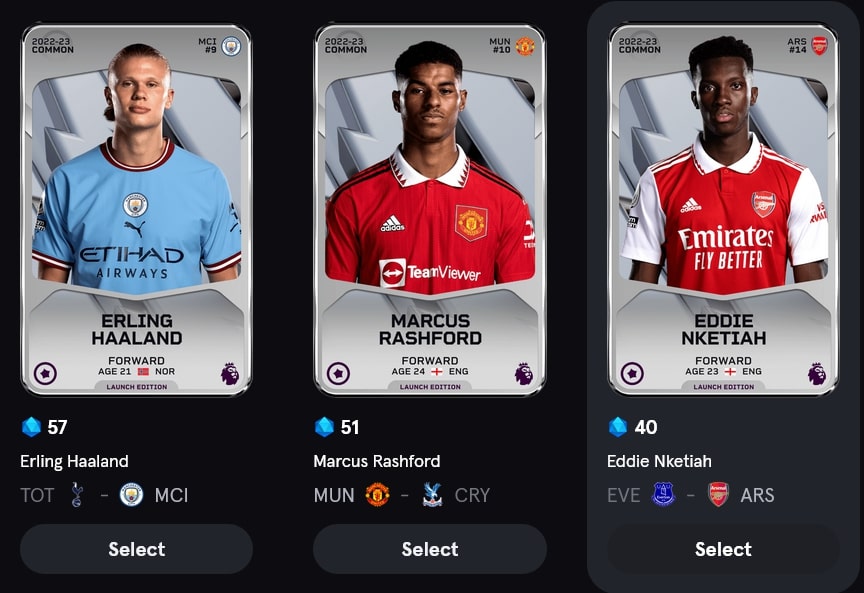 2022-23
COMMON
MCI
#9
ETIHAD
AIRWAYS
ERLING
HAALAND
FORWARD
AGE 21 NOR
LAUNCH EDITION
57
Erling Haaland
TOT - MCI
Select
2022-23
COMMON
MUN
#10
adidas
TeamViewer
MARCUS
RASHFORD
FORWARD
AGE 24 ENG
LAUNCH EDITION
51
Marcus Rashford
MUN - CRY
Select
2022-23
COMMON
ARS
#14
adidas
Arsenal
Emirates
FLY BETTER
EDDIE
NKETIAH
FORWARD
AGE 23 ENG
LAUNCH EDITION
40
Eddie Nketiah
EVE - ARS
Select